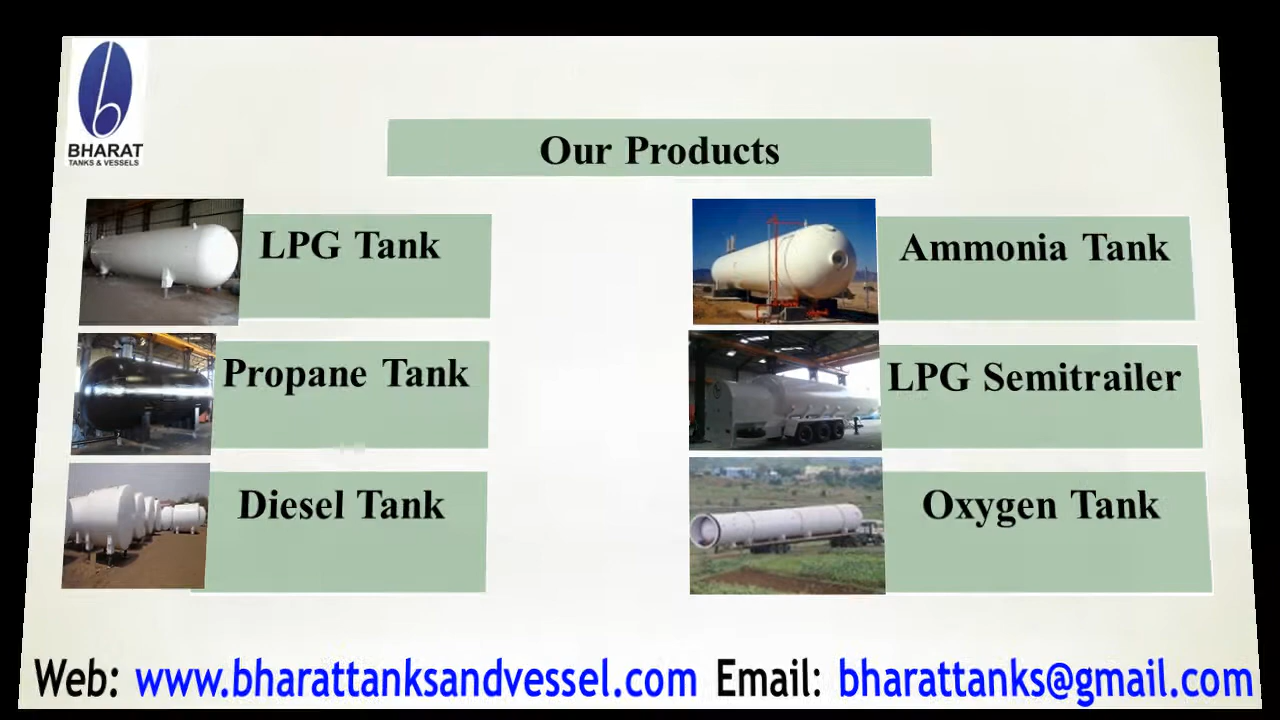 BHARAT
TANKS & VESSELS
Our Products
LPG Tank
Ammonia Tank
Propane Tank
LPG Semitrailer
Diesel Tank
Oxygen Tank
Web: www.bharattanksandvessel.com Email: bharattanks@gmail.com